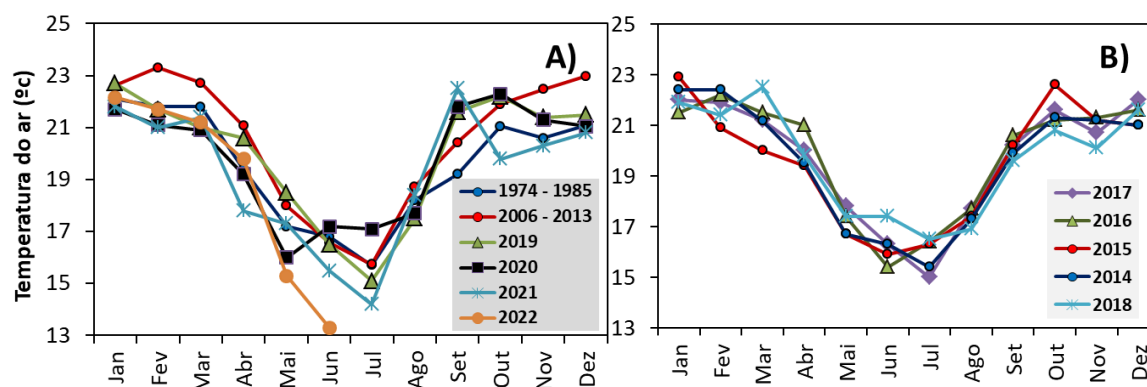 Temperatura do ar (ºc)
25
23
21
19
17
15
13
A)
1974 - 1985
2006 - 2013
2019
2020
2021
2022
Jan
Fev
Mar
Abr
Mai
Jun
Jul
Ago
Set
Out
Nov
Dez
25
23
21
19
17
15
13
B)
2017
2016
2015
2014
2018
Jan
Fev
Mar
Abr
Mai
Jun
Jul
Ago
Set
Out
Nov
Dez